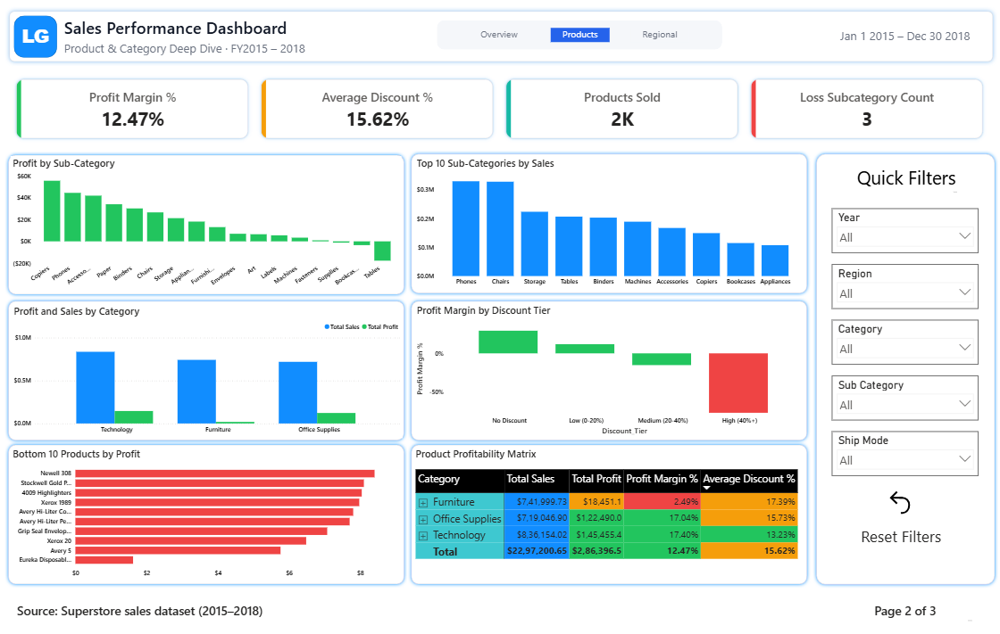 LG
Sales Performance Dashboard
Product & Category Deep Dive · FY2015 – 2018
Overview
Products
Regional
Jan 1 2015 – Dec 30 2018
Profit Margin %
12.47%
Average Discount %
15.62%
Products Sold
2K
Loss Subcategory Count
3
Profit by Sub-Category
$60K
$40K
$20K
$0K
($20K)
Copiers
Phones
Accesso...
Paper
Binders
Chairs
Storage
Applian...
Furnishi...
Envelopes
Art
Labels
Machines
Fasteners
Supplies
Bookcas...
Tables
Top 10 Sub-Categories by Sales
$0.3M
$0.2M
$0.1M
$0.0M
Phones Chairs Storage Tables Binders Machines Accessories Copiers Bookcases Appliances
Profit and Sales by Category
Total Sales Total Profit
$1.0M
$0.5M
$0.0M
Technology Furniture Office Supplies
Profit Margin by Discount Tier
Profit Margin %
0%
-50%
No Discount Low (0-20%) Medium (20-40%) High (40%+)
Discount Tier
Bottom 10 Products by Profit
Newell 308
Stockwell Gold P...
4009 Highlighters
Xerox 1989
Avery Hi-Liter Co...
Avery Hi-Liter Pe...
Grip Seal Envelop...
Xerox 20
Avery 5
Eureka Disposabl...
$0 $2 $4 $6 $8
Product Profitability Matrix
Category Total Sales Total Profit Profit Margin % Average Discount %
Furniture $7,41,999.73 $18,451.1 2.49% 17.39%
Office Supplies $7,19,046.90 $1,22,490.0 17.04% 15.73%
Technology $8,36,154.02 $1,45,455.4 17.40% 13.23%
Total $22,97,200.65 $2,86,396.5 12.47% 15.62%
Quick Filters
Year
All
Region
All
Category
All
Sub Category
All
Ship Mode
All
Reset Filters
Source: Superstore sales dataset (2015–2018)
Page 2 of 3